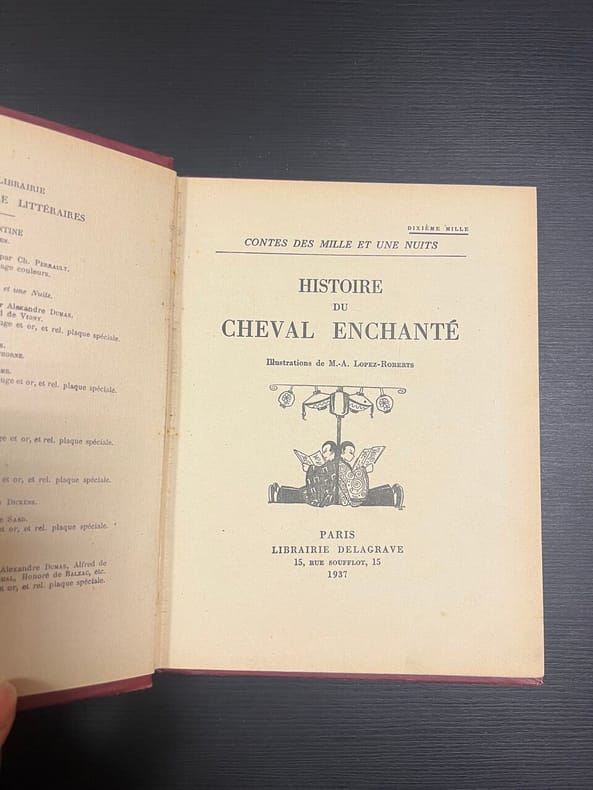 LIBRAIRIE
LITTÉRAIRES
par Ch. PERRAULT.
couleurs.
et une Nuits.
Alexandre DUMAS,
de VIGNY.
et or, et rel. plaque spéciale.
et or, et rel. plaque spéciale.
et or, et rel. plaque spéciale.
et or, et rel. plaque spéciale.
DICKENS.
SAND.
et or, et rel. plaque spéciale.
Alexandre DUMAS, Alfred de
Honoré de BALZAC, etc.
et or, et rel. plaque spéciale.
DIXIÈME MILLE
CONTES DES MILLE ET UNE NUITS
HISTOIRE
DU
CHEVAL ENCHANTÉ
Illustrations de M.-A. LOPEZ-ROBERTS
PARIS
LIBRAIRIE DELAGRAVE
15, RUE SOUFFLOT, 15
1937